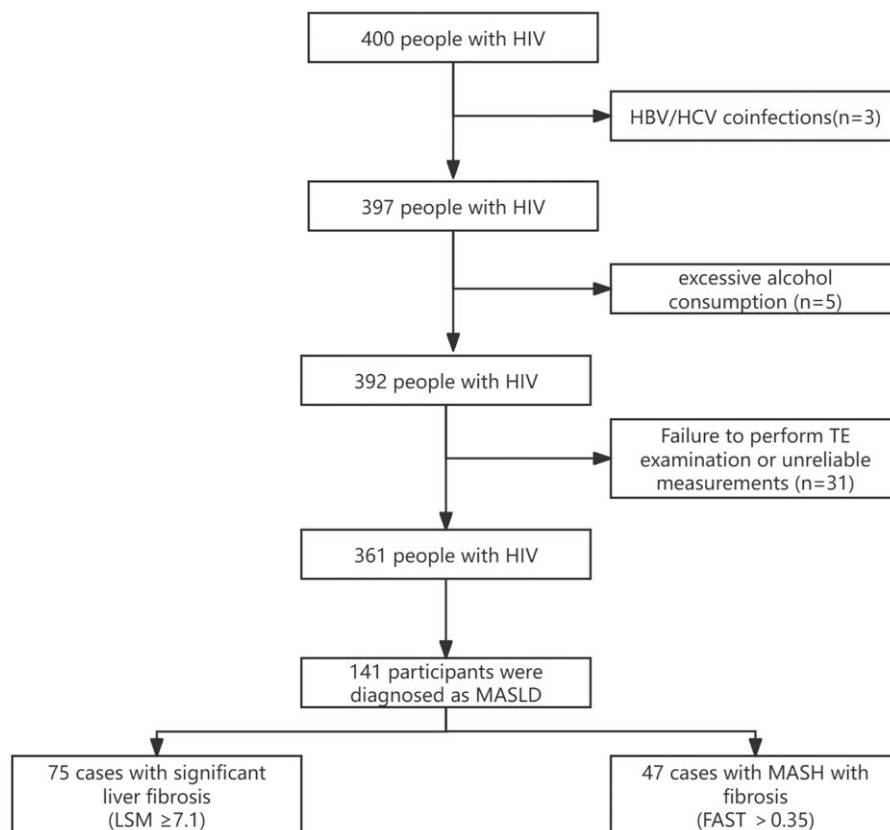 400 people with HIV
HBV/HCV coinfections(n=3)
397 people with HIV
excessive alcohol
consumption (n=5)
392 people with HIV
Failure to perform TE
examination or unreliable
measurements (n=31)
361 people with HIV
141 participants were
diagnosed as MASLD
75 cases with significant
liver fibrosis
(LSM ≥7.1)
47 cases with MASH with
fibrosis
(FAST > 0.35)